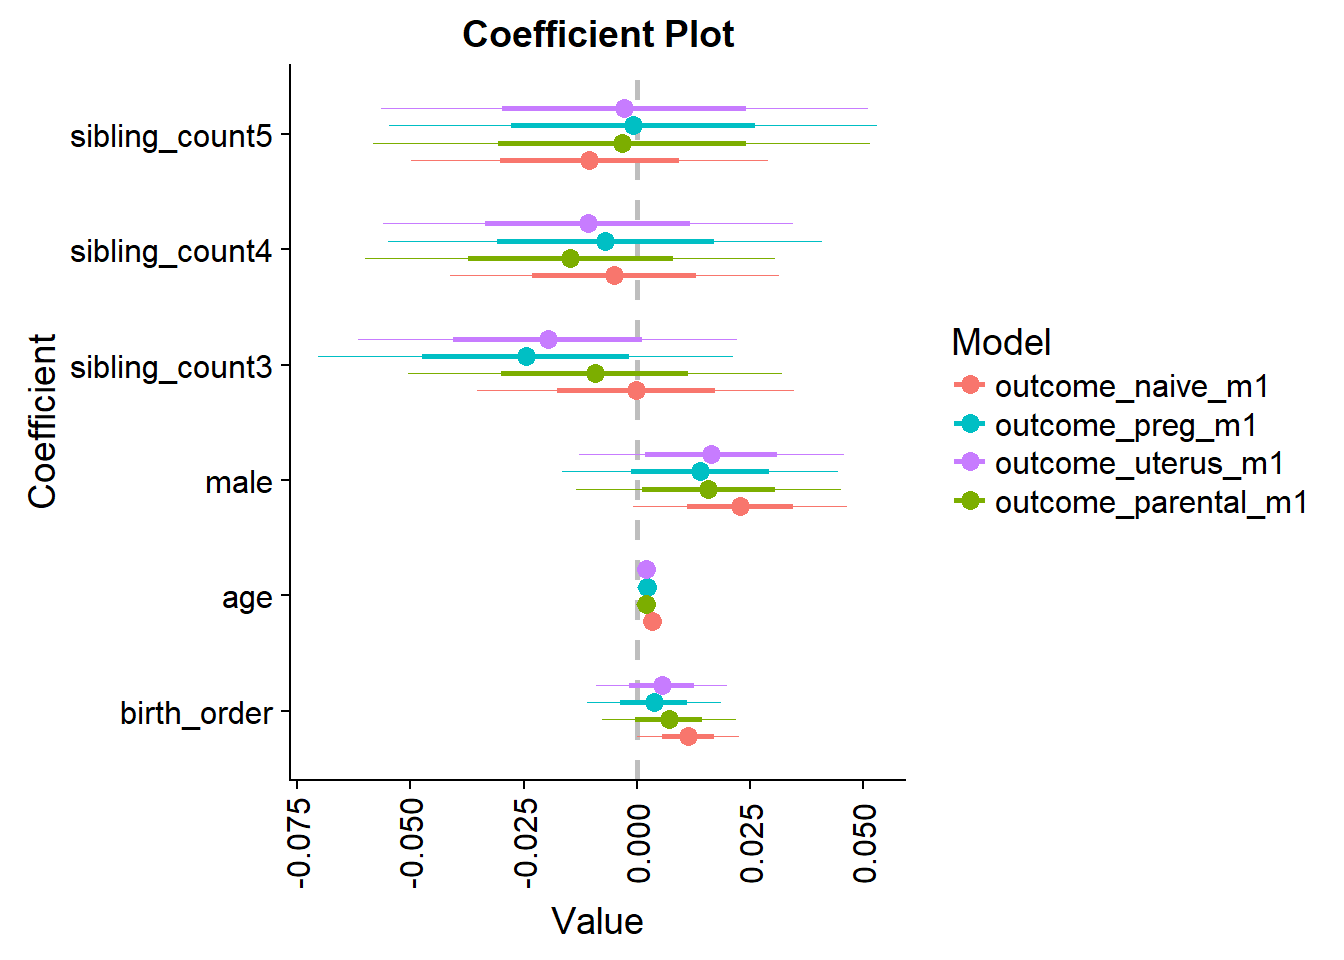 Coefficient Plot
Coefficient
sibling_count5
sibling_count4
sibling_count3
male
age
birth_order
-0.075
-0.050
-0.025
0.000
0.025
0.050
Value
Model
outcome_naive_m1
outcome_preg_m1
outcome_uterus_m1
outcome_parental_m1